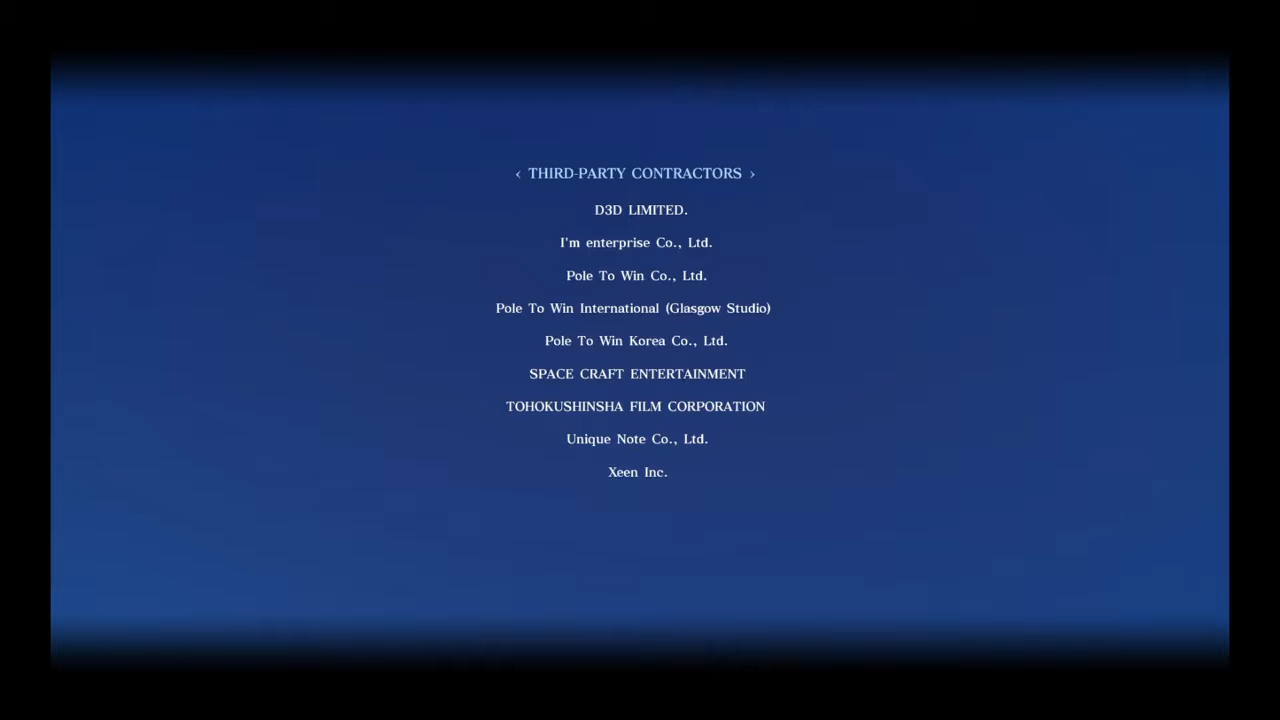 ‹ THIRD-PARTY CONTRACTORS ›
D3D LIMITED.
I'm enterprise Co., Ltd.
Pole To Win Co., Ltd.
Pole To Win International (Glasgow Studio)
Pole To Win Korea Co., Ltd.
SPACE CRAFT ENTERTAINMENT
TOHOKUSHINSHA FILM CORPORATION
Unique Note Co., Ltd.
Xeen Inc.